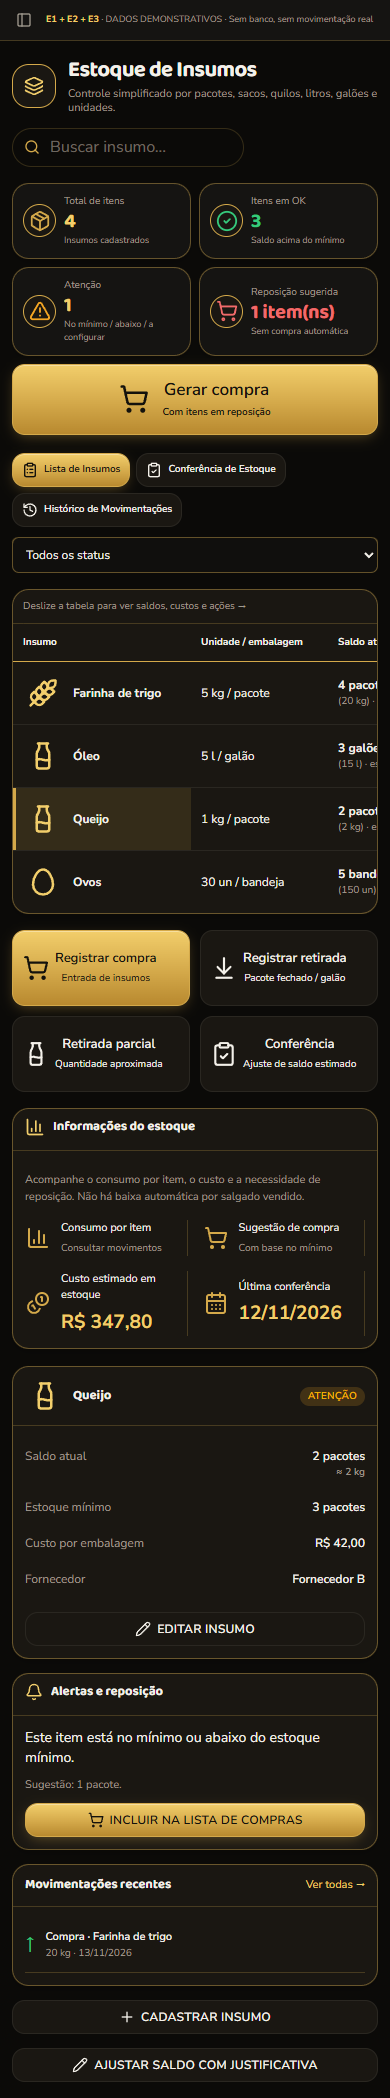 E1 + E2 + E3 · DADOS DEMONSTRATIVOS · Sem banco, sem movimentação real
Estoque de Insumos
Controle simplificado por pacotes, sacos, quilos, litros, galões e
unidades.
Buscar insumo...
Total de itens
4
Insumos cadastrados
Itens em OK
3
Saldo acima do mínimo
Atenção
1
No mínimo / abaixo / a
configurar
Reposição sugerida
1 item(ns)
Sem compra automática
Gerar compra
Com itens em reposição
Lista de Insumos
Conferência de Estoque
Histórico de Movimentações
Todos os status
Deslize a tabela para ver saldos, custos e ações →
Insumo Unidade / embalagem Saldo at
Farinha de trigo 5 kg / pacote 4 pacot
(20 kg) ·
Óleo 5 l / galão 3 galõe
(15 l) · es
Queijo 1 kg / pacote 2 pacot
(2 kg) · e
Ovos 30 un / bandeja 5 band
(150 un)
Registrar compra
Entrada de insumos
Registrar retirada
Pacote fechado / galão
Retirada parcial
Quantidade aproximada
Conferência
Ajuste de saldo estimado
Informações do estoque
Acompanhe o consumo por item, o custo e a necessidade de
reposição. Não há baixa automática por salgado vendido.
Consumo por item
Consultar movimentos
Sugestão de compra
Com base no mínimo
Custo estimado em
estoque
R$ 347,80
Última conferência
12/11/2026
Queijo
ATENÇÃO
Saldo atual 2 pacotes
≈ 2 kg
Estoque mínimo 3 pacotes
Custo por embalagem R$ 42,00
Fornecedor Fornecedor B
EDITAR INSUMO
Alertas e reposição
Este item está no mínimo ou abaixo do estoque
mínimo.
Sugestão: 1 pacote.
INCLUIR NA LISTA DE COMPRAS
Movimentações recentes Ver todas →
↑ Compra · Farinha de trigo
20 kg · 13/11/2026
+ CADASTRAR INSUMO
AJUSTAR SALDO COM JUSTIFICATIVA